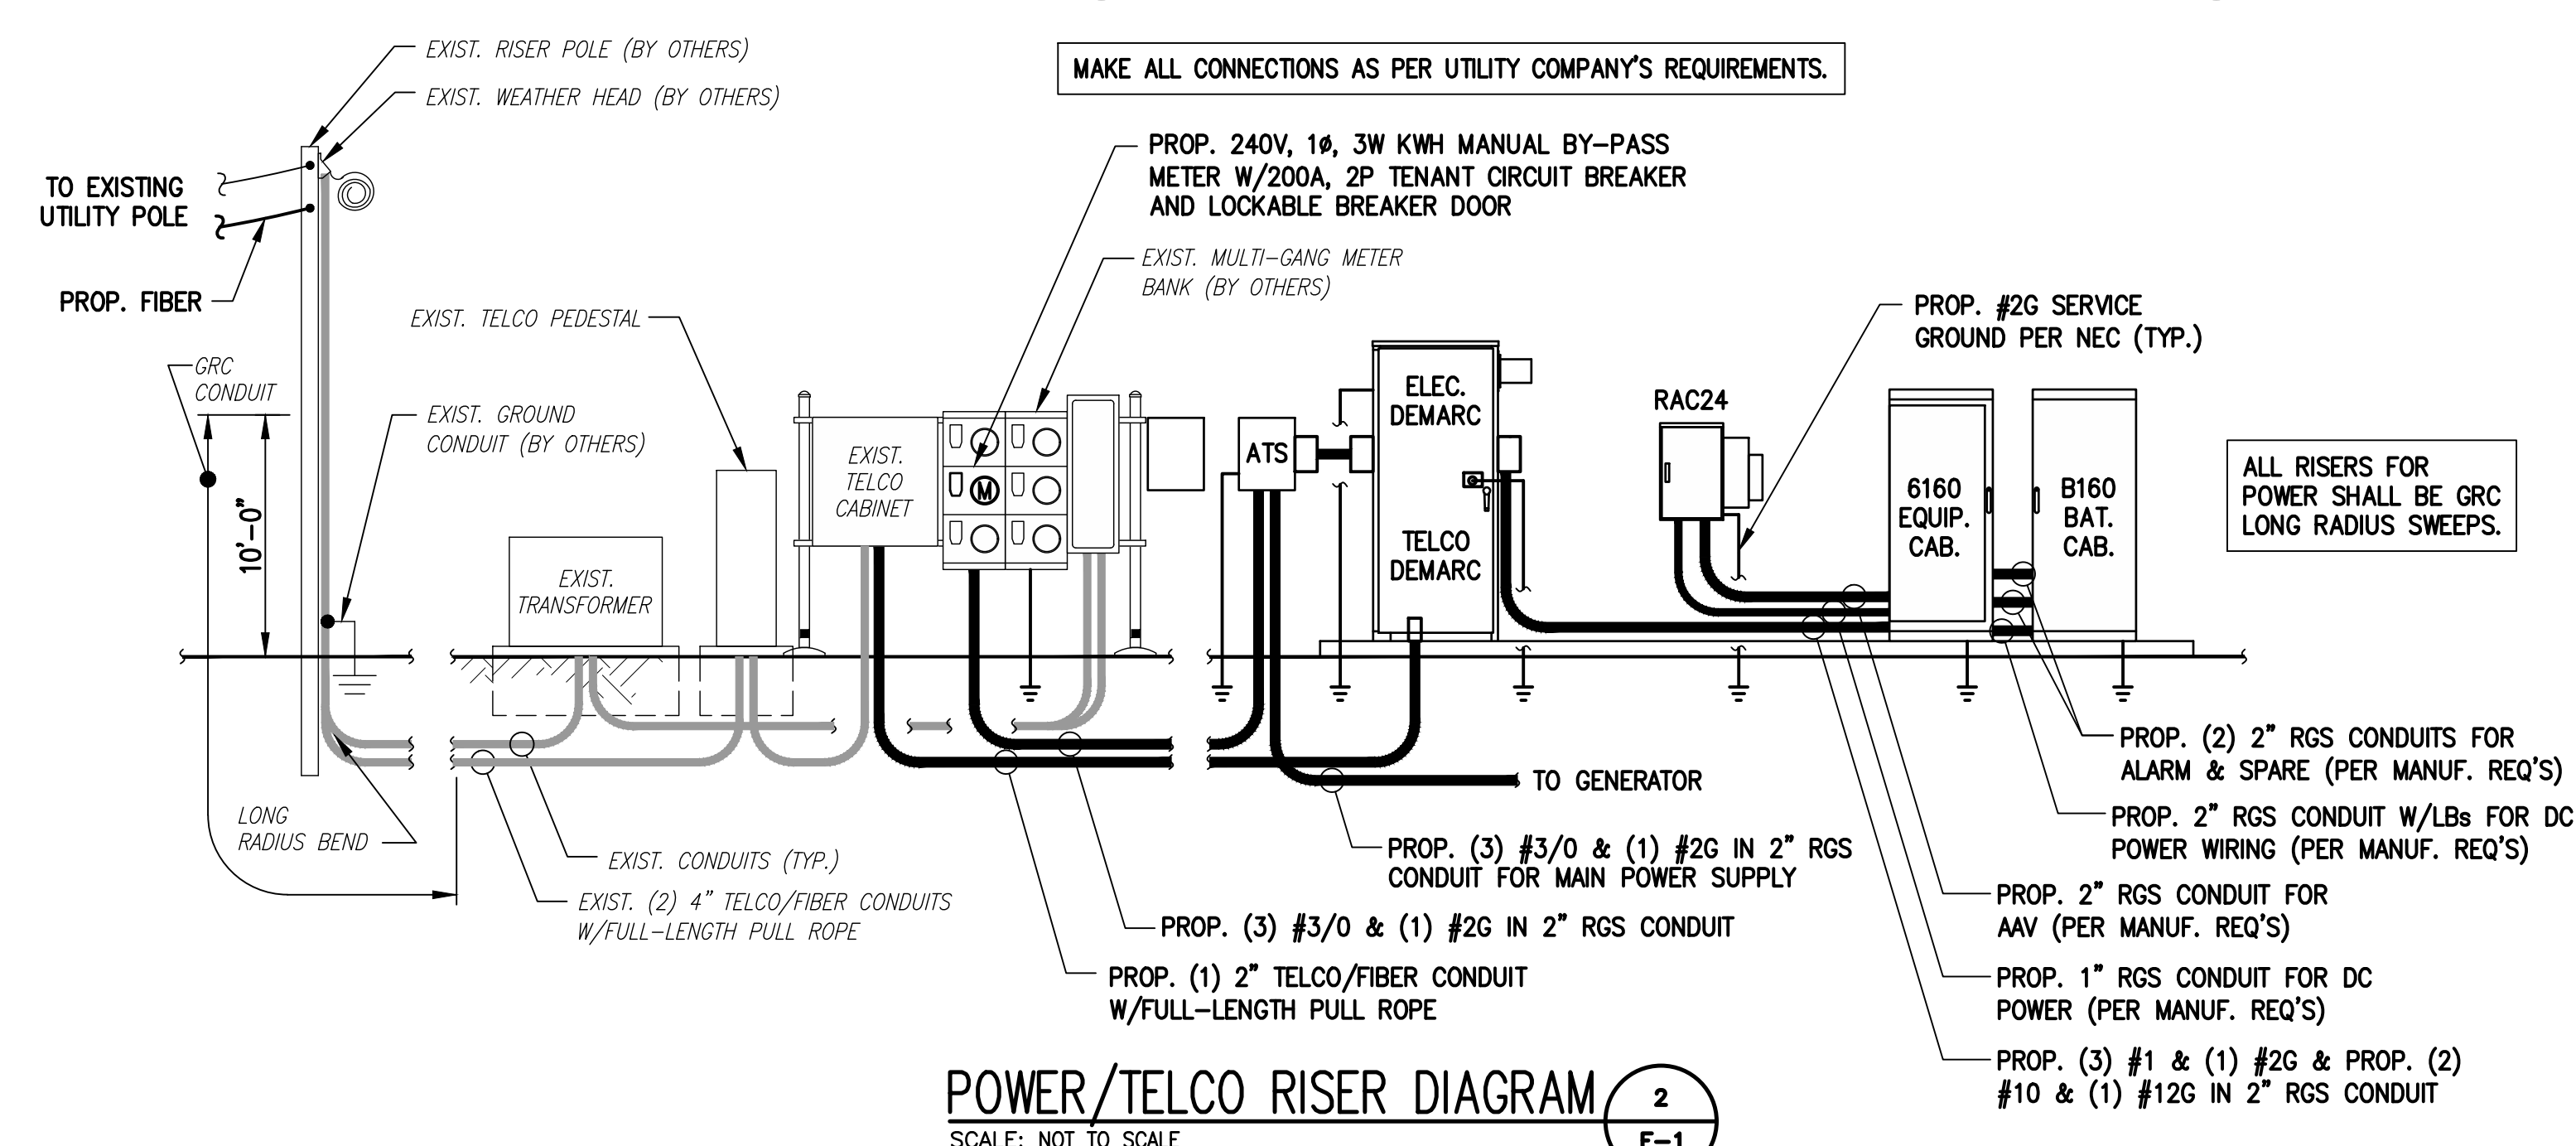 EXIST. RISER POLE (BY OTHERS)
EXIST. WEATHER HEAD (BY OTHERS)
MAKE ALL CONNECTIONS AS PER UTILITY COMPANY'S REQUIREMENTS.
TO EXISTING
UTILITY POLE
PROP. FIBER
PROP. 240V, 1ø, 3W KWH MANUAL BY-PASS
METER W/200A, 2P TENANT CIRCUIT BREAKER
AND LOCKABLE BREAKER DOOR
EXIST. MULTI-GANG METER
BANK (BY OTHERS)
EXIST. TELCO PEDESTAL
GRC
CONDUIT
EXIST. GROUND
CONDUIT (BY OTHERS)
10'-0"
PROP. #2G SERVICE
GROUND PER NEC (TYP.)
EXIST.
TRANSFORMER
EXIST.
TELCO
CABINET
M
ATS
ELEC.
DEMARC
TELCO
DEMARC
RAC24
6160
EQUIP.
CAB.
B160
BAT.
CAB.
ALL RISERS FOR
POWER SHALL BE GRC
LONG RADIUS SWEEPS.
LONG
RADIUS BEND
EXIST. CONDUITS (TYP.)
EXIST. (2) 4" TELCO/FIBER CONDUITS
W/FULL-LENGTH PULL ROPE
TO GENERATOR
PROP. (3) #3/0 & (1) #2G IN 2" RGS
CONDUIT FOR MAIN POWER SUPPLY
PROP. (3) #3/0 & (1) #2G IN 2" RGS CONDUIT
PROP. (1) 2" TELCO/FIBER CONDUIT
W/FULL-LENGTH PULL ROPE
PROP. (2) 2" RGS CONDUITS FOR
ALARM & SPARE (PER MANUF. REQ'S)
PROP. 2" RGS CONDUIT W/LBs FOR DC
POWER WIRING (PER MANUF. REQ'S)
PROP. 2" RGS CONDUIT FOR
AAV (PER MANUF. REQ'S)
PROP. 1" RGS CONDUIT FOR DC
POWER (PER MANUF. REQ'S)
PROP. (3) #1 & (1) #2G & PROP. (2)
#10 & (1) #12G IN 2" RGS CONDUIT
POWER/TELCO RISER DIAGRAM
SCALE: NOT TO SCALE
2
E-1